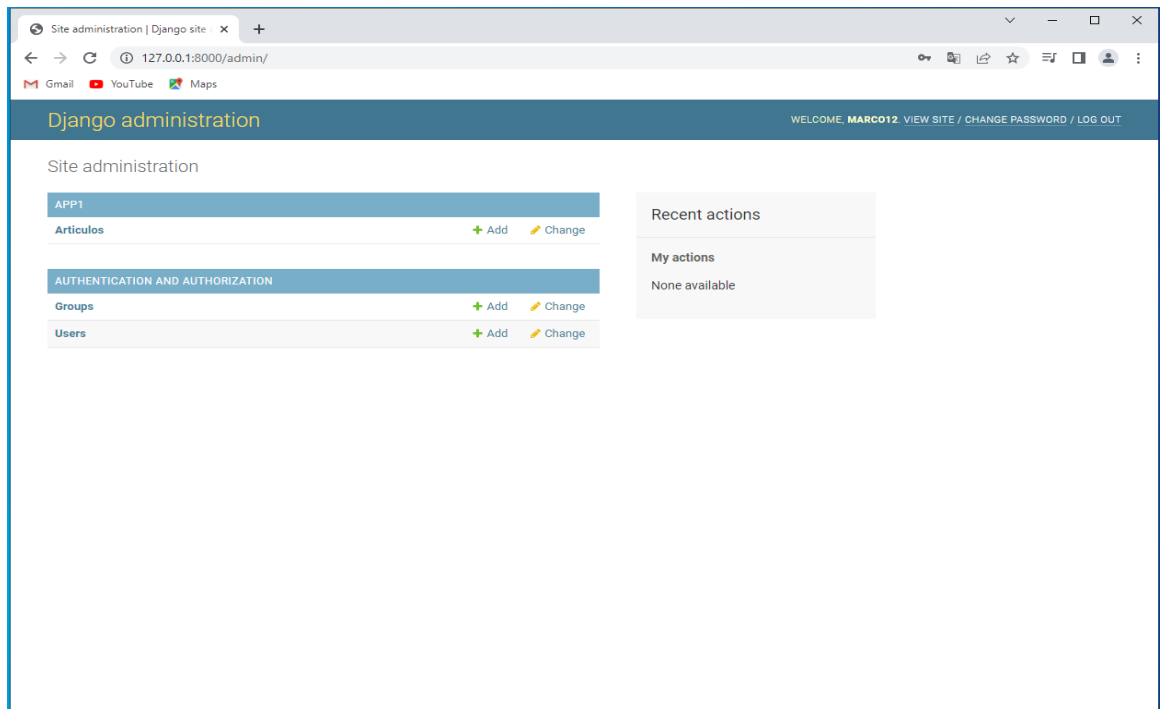 Site administration | Django site
127.0.0.1:8000/admin/
Gmail YouTube Maps
Django administration
WELCOME, MARCO12. VIEW SITE / CHANGE PASSWORD / LOG OUT
Site administration
APP1
Articulos + Add Change
AUTHENTICATION AND AUTHORIZATION
Groups + Add Change
Users + Add Change
Recent actions
My actions
None available